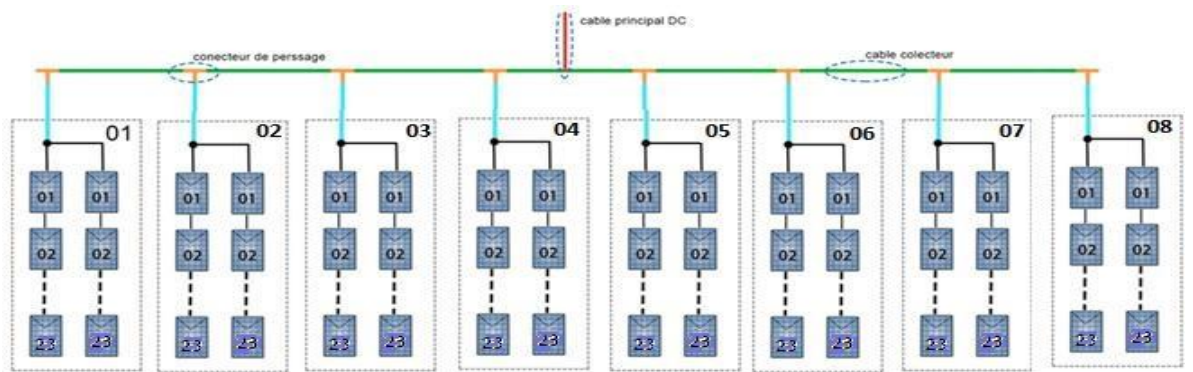 cable principal DC
conecteur de perssage
cable colecteur
01 02 03 04 05 06 07 08
01 01 01 01 01 01 01 01 01 01 01 01 01 01 01 01
02 02 02 02 02 02 02 02 02 02 02 02 02 02 02 02
23 23 23 23 23 23 23 23 23 23 23 23 23 23 23 23